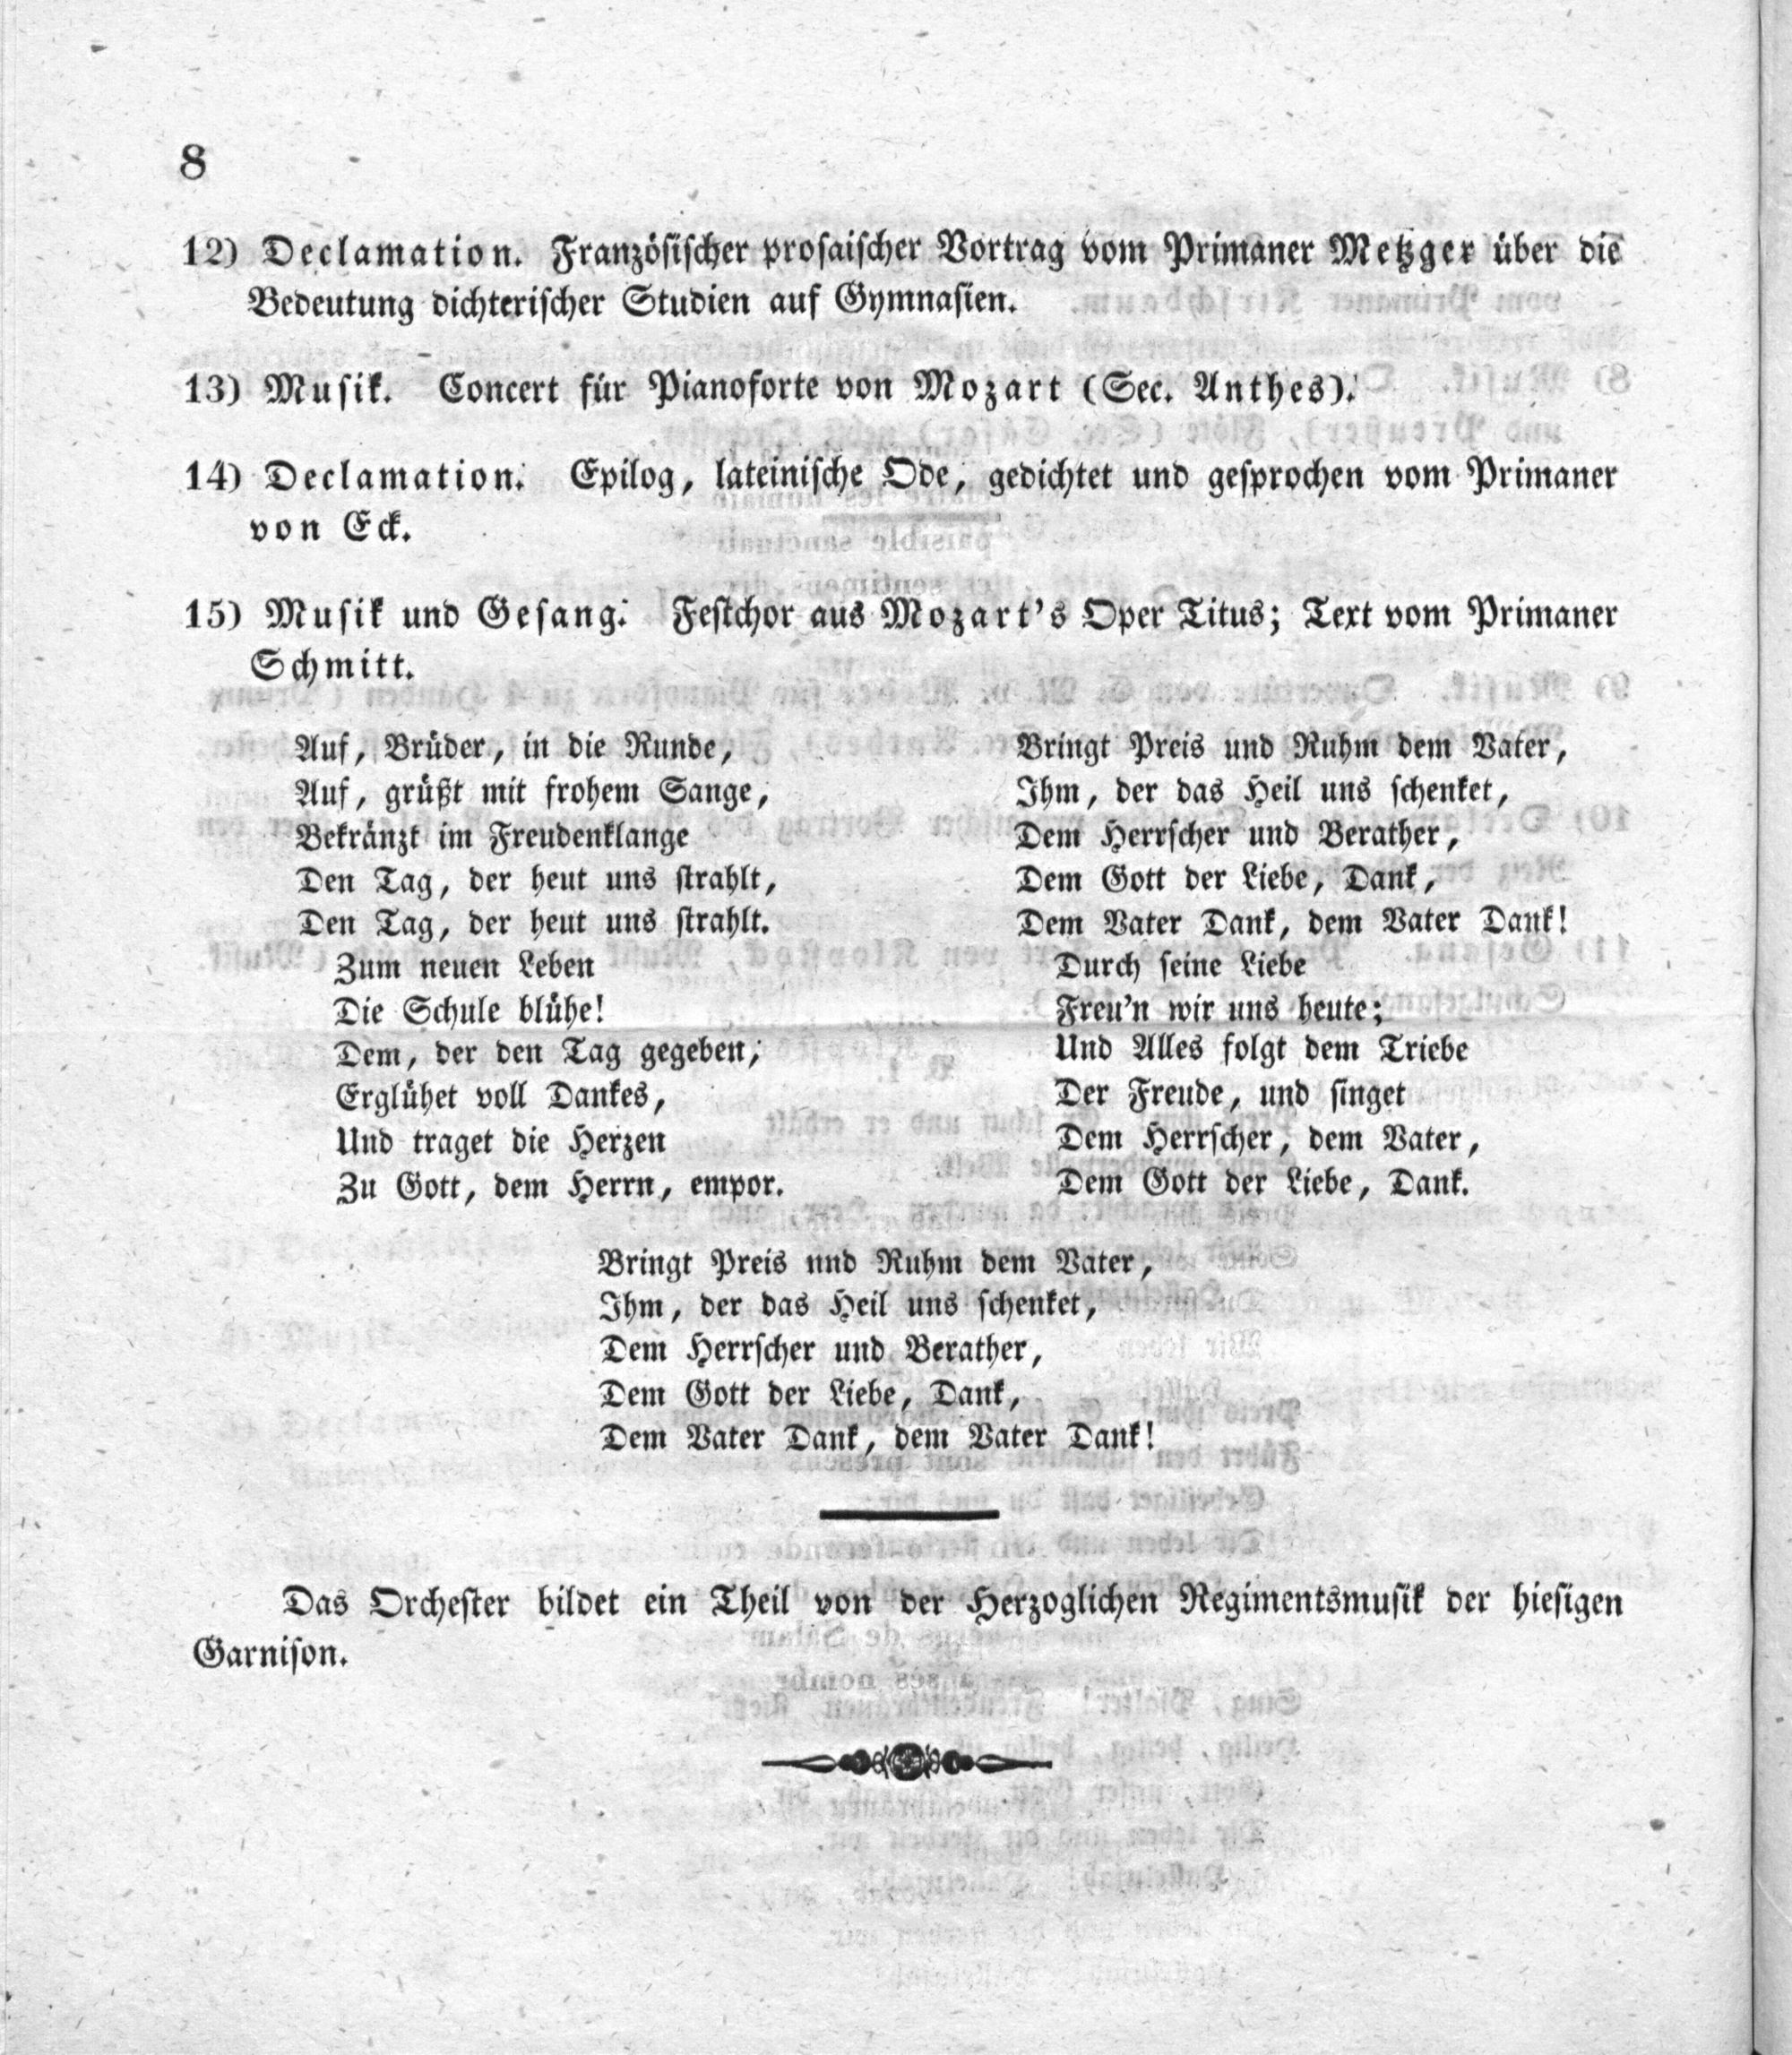 8
12) Declamation. Französischer prosaischer Vortrag vom Primaner Metzger über die
Bedeutung dichterischer Studien auf Gymnasien.
13) Musik. Concert für Pianoforte von Mozart (Sec. Anthes).
14) Declamation. Epilog, lateinische Ode, gedichtet und gesprochen vom Primaner
von Eck.
15) Musik und Gesang. Festchor aus Mozart's Oper Titus; Text vom Primaner
Schmitt.
Auf, Brüder, in die Runde,
Auf, grüßt mit frohem Sange,
Bekränzt im Freudenklange
Den Tag, der heut uns strahlt,
Den Tag, der heut uns strahlt.
Zum neuen Leben
Die Schule blühe!
Dem, der den Tag gegeben,
Erglühet voll Dankes,
Und traget die Herzen
Zu Gott, dem Herrn, empor.
Bringt Preis und Ruhm dem Vater,
Ihm, der das Heil uns schenket,
Dem Herrscher und Berather,
Dem Gott der Liebe, Dank,
Dem Vater Dank, dem Vater Dank!
Durch seine Liebe
Freu'n wir uns heute;
Und Alles folgt dem Triebe
Der Freude, und singet
Dem Herrscher, dem Vater,
Dem Gott der Liebe, Dank.
Bringt Preis und Ruhm dem Vater,
Ihm, der das Heil uns schenket,
Dem Herrscher und Berather,
Dem Gott der Liebe, Dank,
Dem Vater Dank, dem Vater Dank!
Das Orchester bildet ein Theil von der Herzoglichen Regimentsmusik der hiesigen
Garnison.